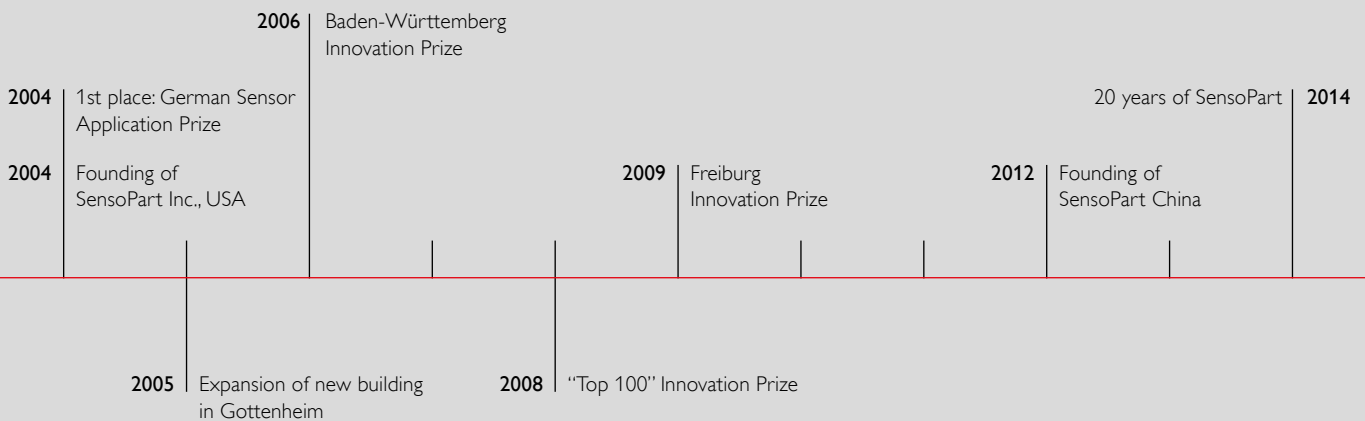 2006 Baden-Württemberg
Innovation Prize
2004 1st place: German Sensor
Application Prize
20 years of SensoPart 2014
2004 Founding of
SensoPart Inc., USA
2009 Freiburg
Innovation Prize
2012 Founding of
SensoPart China
2005 Expansion of new building
in Gottenheim
2008 “Top 100” Innovation Prize